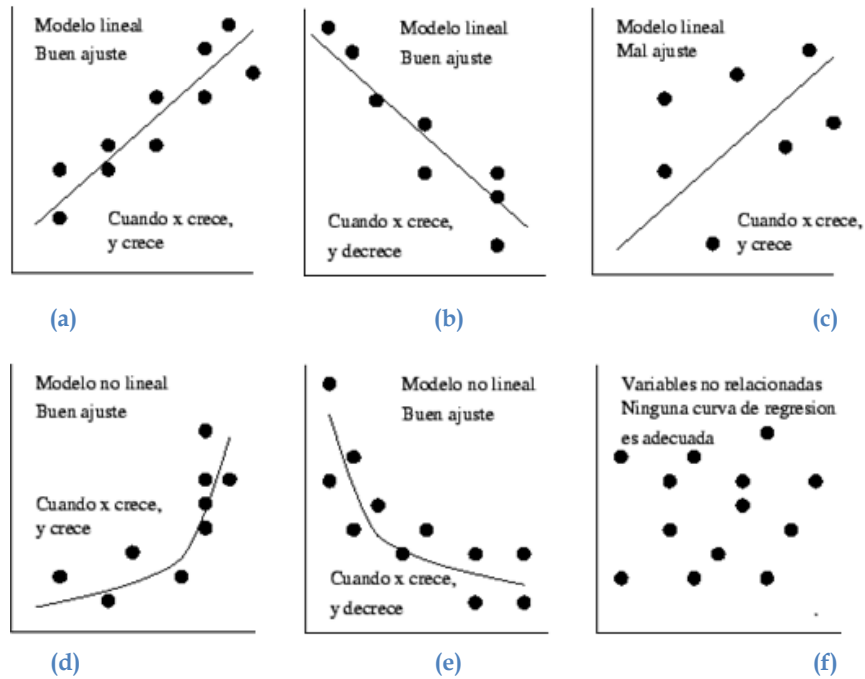 Modelo lineal
Buen ajuste
Cuando x crece,
y crece
(a)
Modelo lineal
Buen ajuste
Cuando x crece,
y decrece
(b)
Modelo lineal
Mal ajuste
Cuando x crece,
y crece
(c)
Modelo no lineal
Buen ajuste
Cuando x crece,
y crece
(d)
Modelo no lineal
Buen ajuste
Cuando x crece,
y decrece
(e)
Variables no relacionadas
Ninguna curva de regresion
es adecuada
(f)